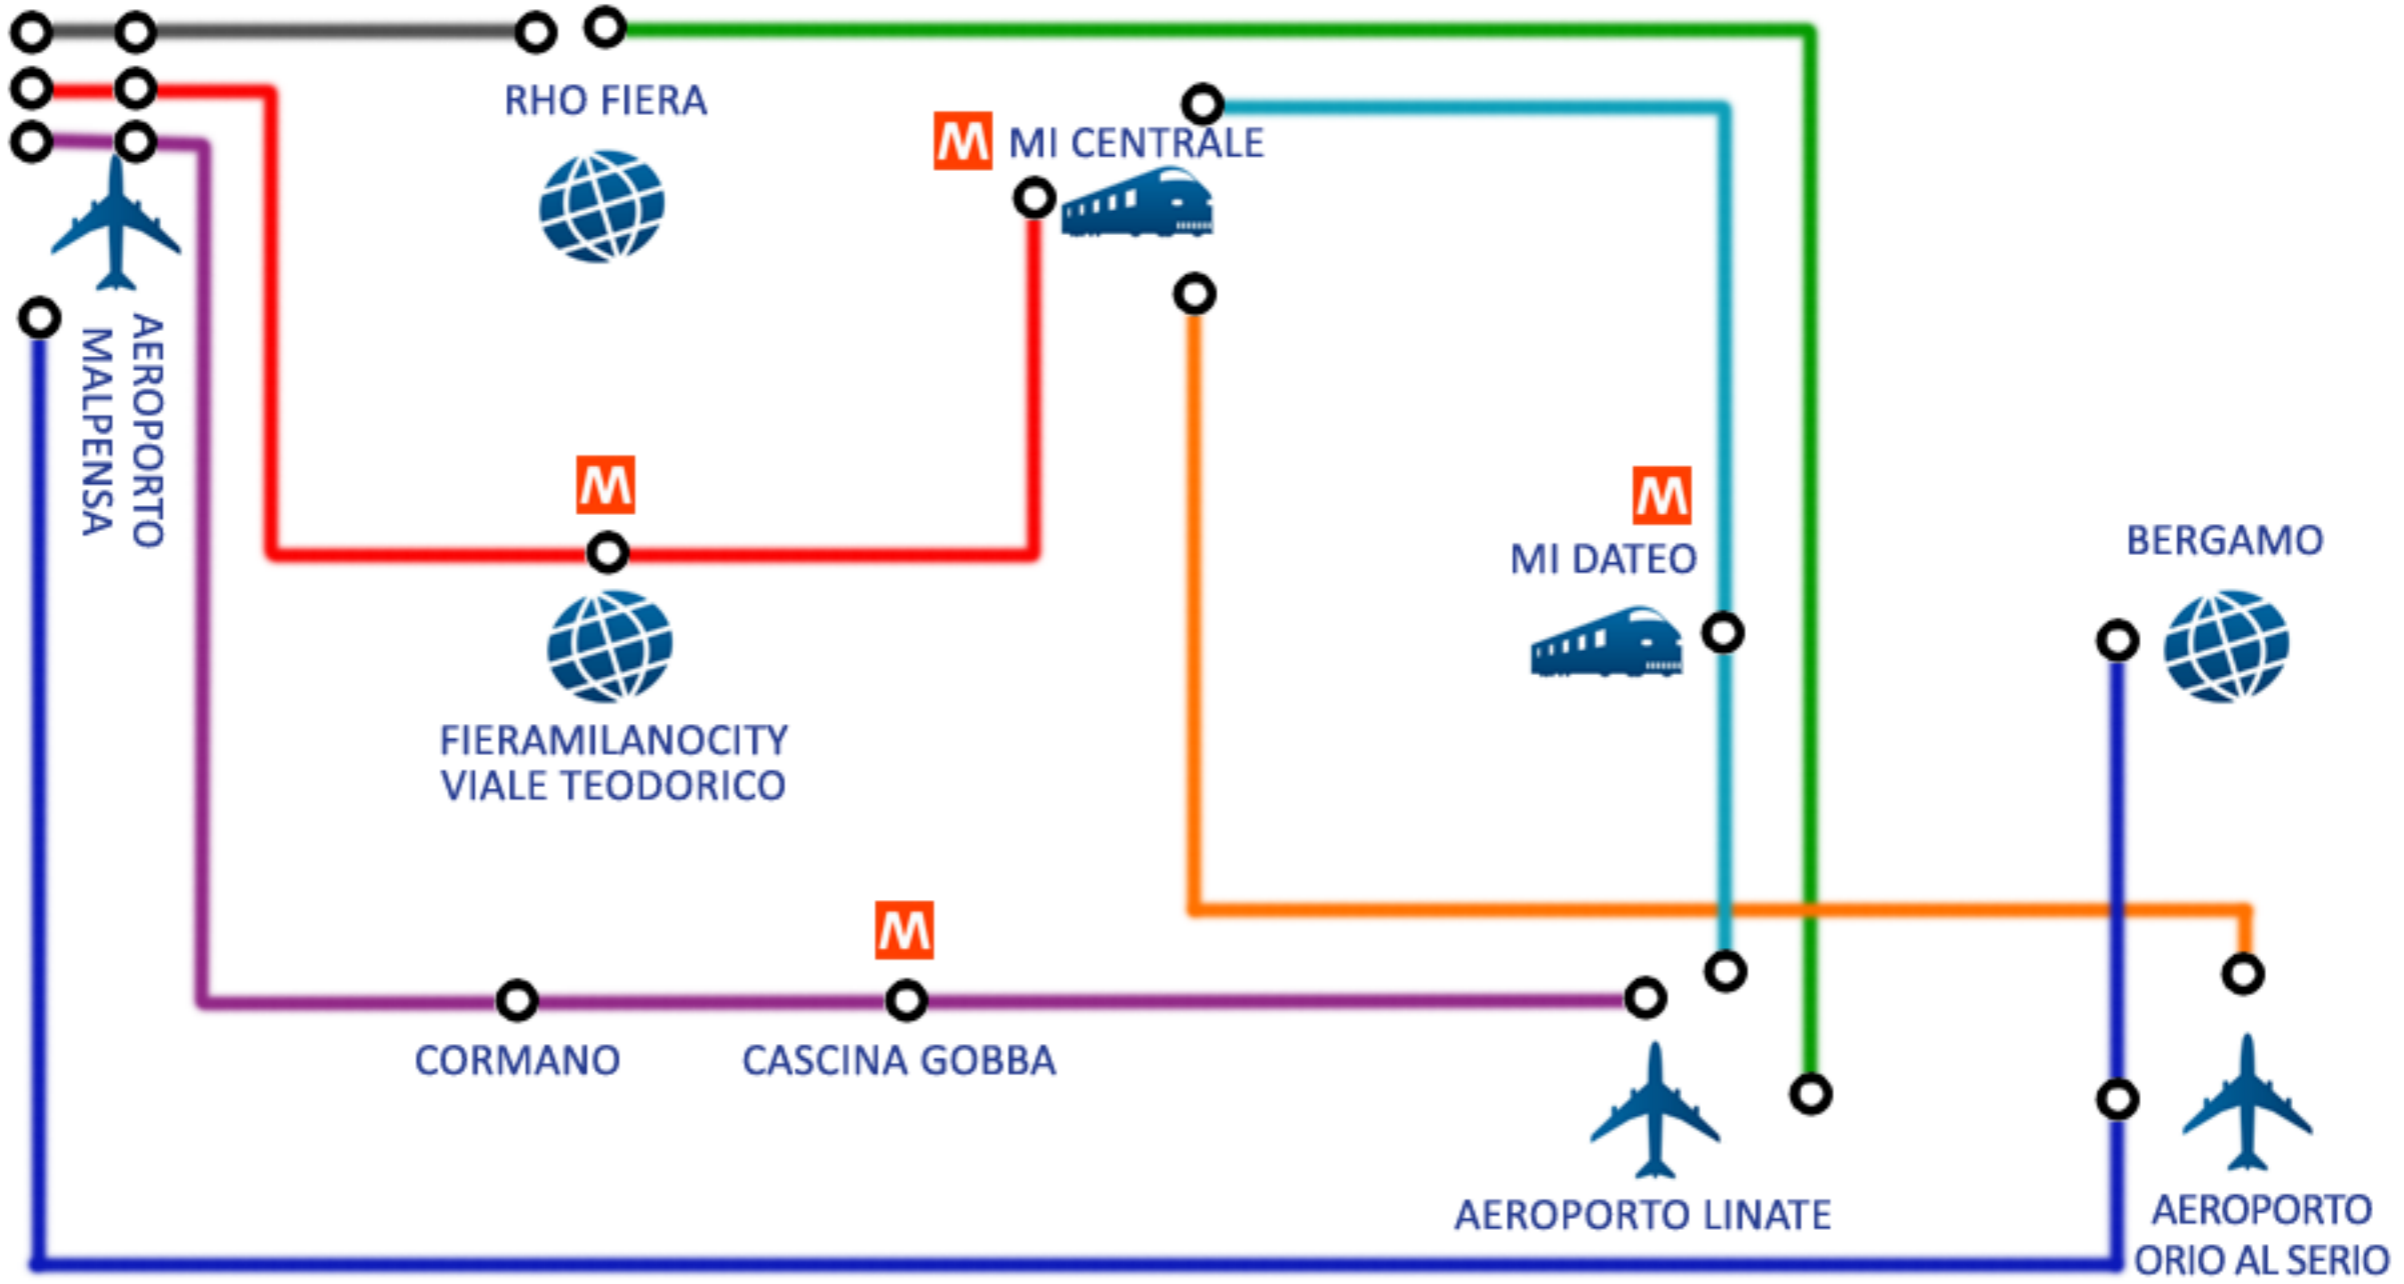 RHO FIERA
M
MI CENTRALE
AEROPORTO
MALPENSA
M
FIERAMILANOCITY
VIALE TEODORICO
M
MI DATEO
BERGAMO
M
CORMANO
CASCINA GOBBA
AEROPORTO LINATE
AEROPORTO
ORIO AL SERIO